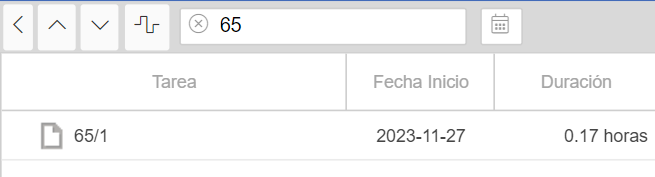 65
Tarea Fecha Inicio Duración
65/1 2023-11-27 0.17 horas